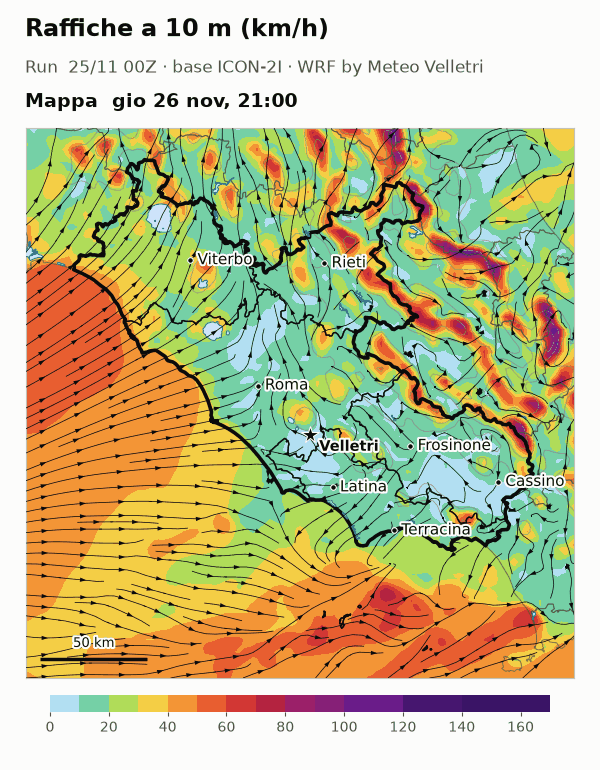 Raffiche a 10 m (km/h)
Run  25/11 00Z · base ICON-2I · WRF by Meteo Velletri
Mappa  gio 26 nov, 21:00
Viterbo
Rieti
Roma
Velletri
Frosinone
Cassino
Latina
Terracina
50 km
0 20 40 60 80 100 120 140 160